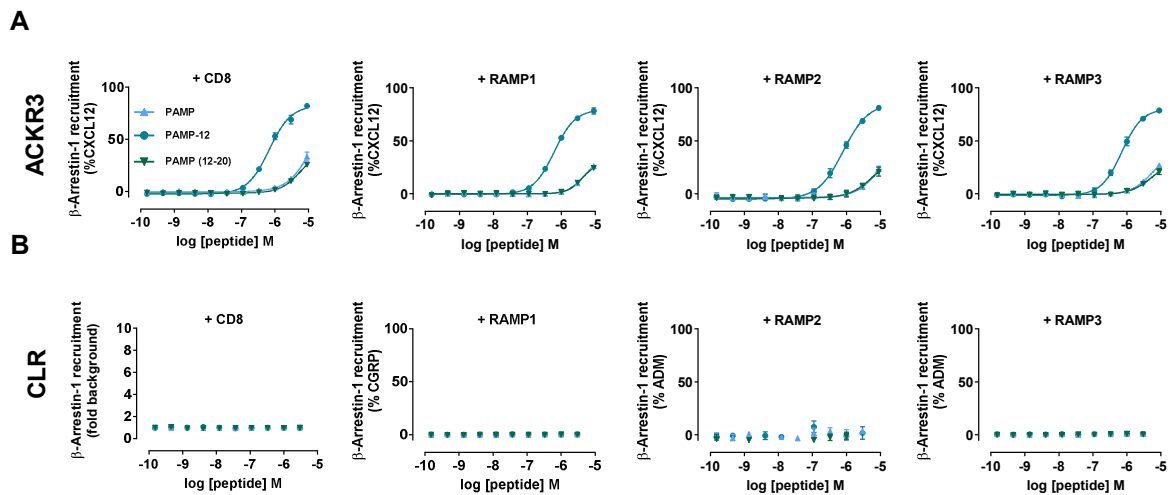 A
ACKR3
+ CD8
β-Arrestin-1 recruitment
(%CXCL12)
100
50
0
PAMP
PAMP-12
PAMP (12-20)
-10 -9 -8 -7 -6 -5
log [peptide] M
+ RAMP1
β-Arrestin-1 recruitment
(%CXCL12)
100
50
0
-10 -9 -8 -7 -6 -5
log [peptide] M
+ RAMP2
β-Arrestin-1 recruitment
(%CXCL12)
100
50
0
-10 -9 -8 -7 -6 -5
log [peptide] M
+ RAMP3
β-Arrestin-1 recruitment
(%CXCL12)
100
50
0
-10 -9 -8 -7 -6 -5
log [peptide] M
B
CLR
+ CD8
β-Arrestin-1 recruitment
(fold background)
10
8
6
4
2
0
-10 -9 -8 -7 -6 -5
log [peptide] M
+ RAMP1
β-Arrestin-1 recruitment
(% CGRP)
100
50
0
-10 -9 -8 -7 -6 -5
log [peptide] M
+ RAMP2
β-Arrestin-1 recruitment
(% ADM)
100
50
0
-10 -9 -8 -7 -6 -5
log [peptide] M
+ RAMP3
β-Arrestin-1 recruitment
(% ADM)
100
50
0
-10 -9 -8 -7 -6 -5
log [peptide] M